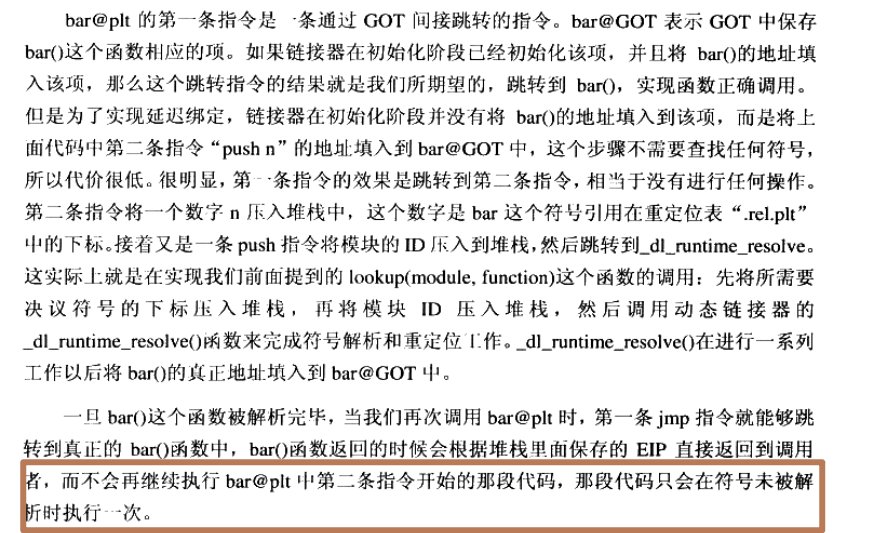 bar@plt 的第一条指令是一条通过 GOT 间接跳转的指令。bar@GOT 表示 GOT 中保存
bar()这个函数相应的项。如果链接器在初始化阶段已经初始化该项，并且将 bar()的地址填
入该项，那么这个跳转指令的结果就是我们所期望的，跳转到 bar()，实现函数正确调用。
但是为了实现延迟绑定，链接器在初始化阶段并没有将 bar()的地址填入到该项，而是将上
面代码中第二条指令“push n”的地址填入到 bar@GOT 中，这个步骤不需要查找任何符号，
所以代价很低。很明显，第一条指令的效果是跳转到第二条指令，相当于没有进行任何操作。
第二条指令将一个数字 n 压入堆栈中，这个数字是 bar 这个符号引用在重定位表“.rel.plt”
中的下标。接着又是一条 push 指令将模块的 ID 压入到堆栈，然后跳转到_dl_runtime_resolve。
这实际上就是在实现我们前面提到的 lookup(module, function)这个函数的调用：先将所需要
决议符号的下标压入堆栈，再将模块 ID 压入堆栈，然后调用动态链接器的
_dl_runtime_resolve()函数来完成符号解析和重定位工作。_dl_runtime_resolve()在进行一系列
工作以后将 bar()的真正地址填入到 bar@GOT 中。
一旦 bar()这个函数被解析完毕，当我们再次调用 bar@plt 时，第一条 jmp 指令就能够跳
转到真正的 bar()函数中，bar()函数返回的时候会根据堆栈里面保存的 EIP 直接返回到调用
者，而不会再继续执行 bar@plt 中第二条指令开始的那段代码，那段代码只会在符号未被解
析时执行一次。